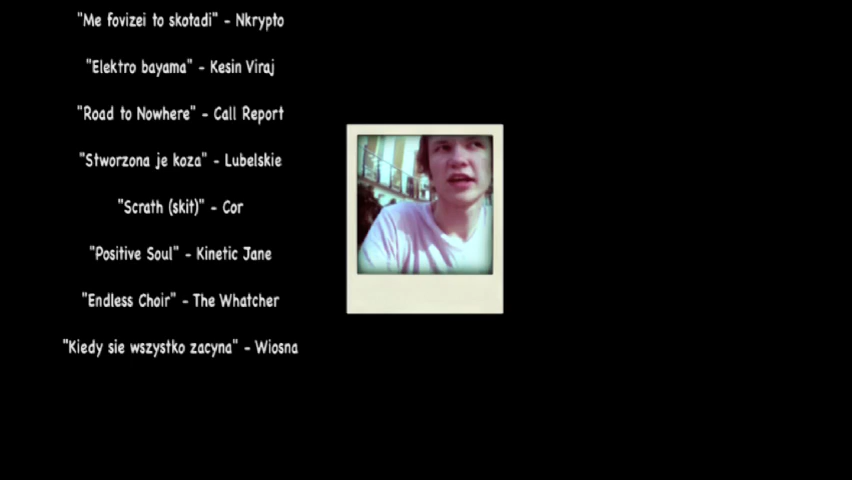 "Me fovizei to skotadi" - Nkrypto
"Elektro bayama" - Kesin Viraj
"Road to Nowhere" - Call Report
"Stworzona je koza" - Lubelskie
"Scrath (skit)" - Cor
"Positive Soul" - Kinetic Jane
"Endless Choir" - The Whatcher
"Kiedy sie wszystko zacyna" - Wiosna